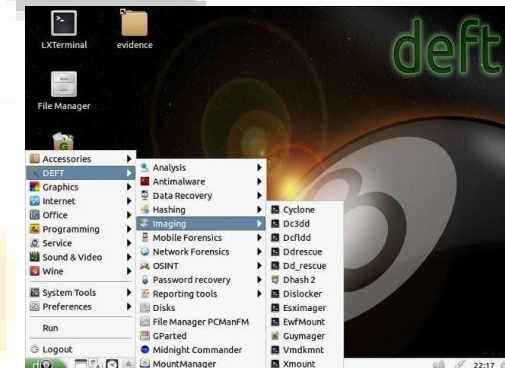 deft
LXTerminal
evidence
File Manager
Accessories
DEFT
Graphics
Internet
Office
Programming
Service
Sound & Video
Wine
System Tools
Preferences
Run
Logout
Analysis
Antimalware
Data Recovery
Hashing
Imaging
Mobile Forensics
Network Forensics
OSINT
Password recovery
Reporting tools
Disks
File Manager PCManFM
GParted
Midnight Commander
MountManager
Cyclone
Dc3dd
Dcfldd
Ddrescue
Dd_rescue
Dhash 2
Dislocker
Esximager
EwfMount
Guymager
Vmdkmnt
Xmount
22:17